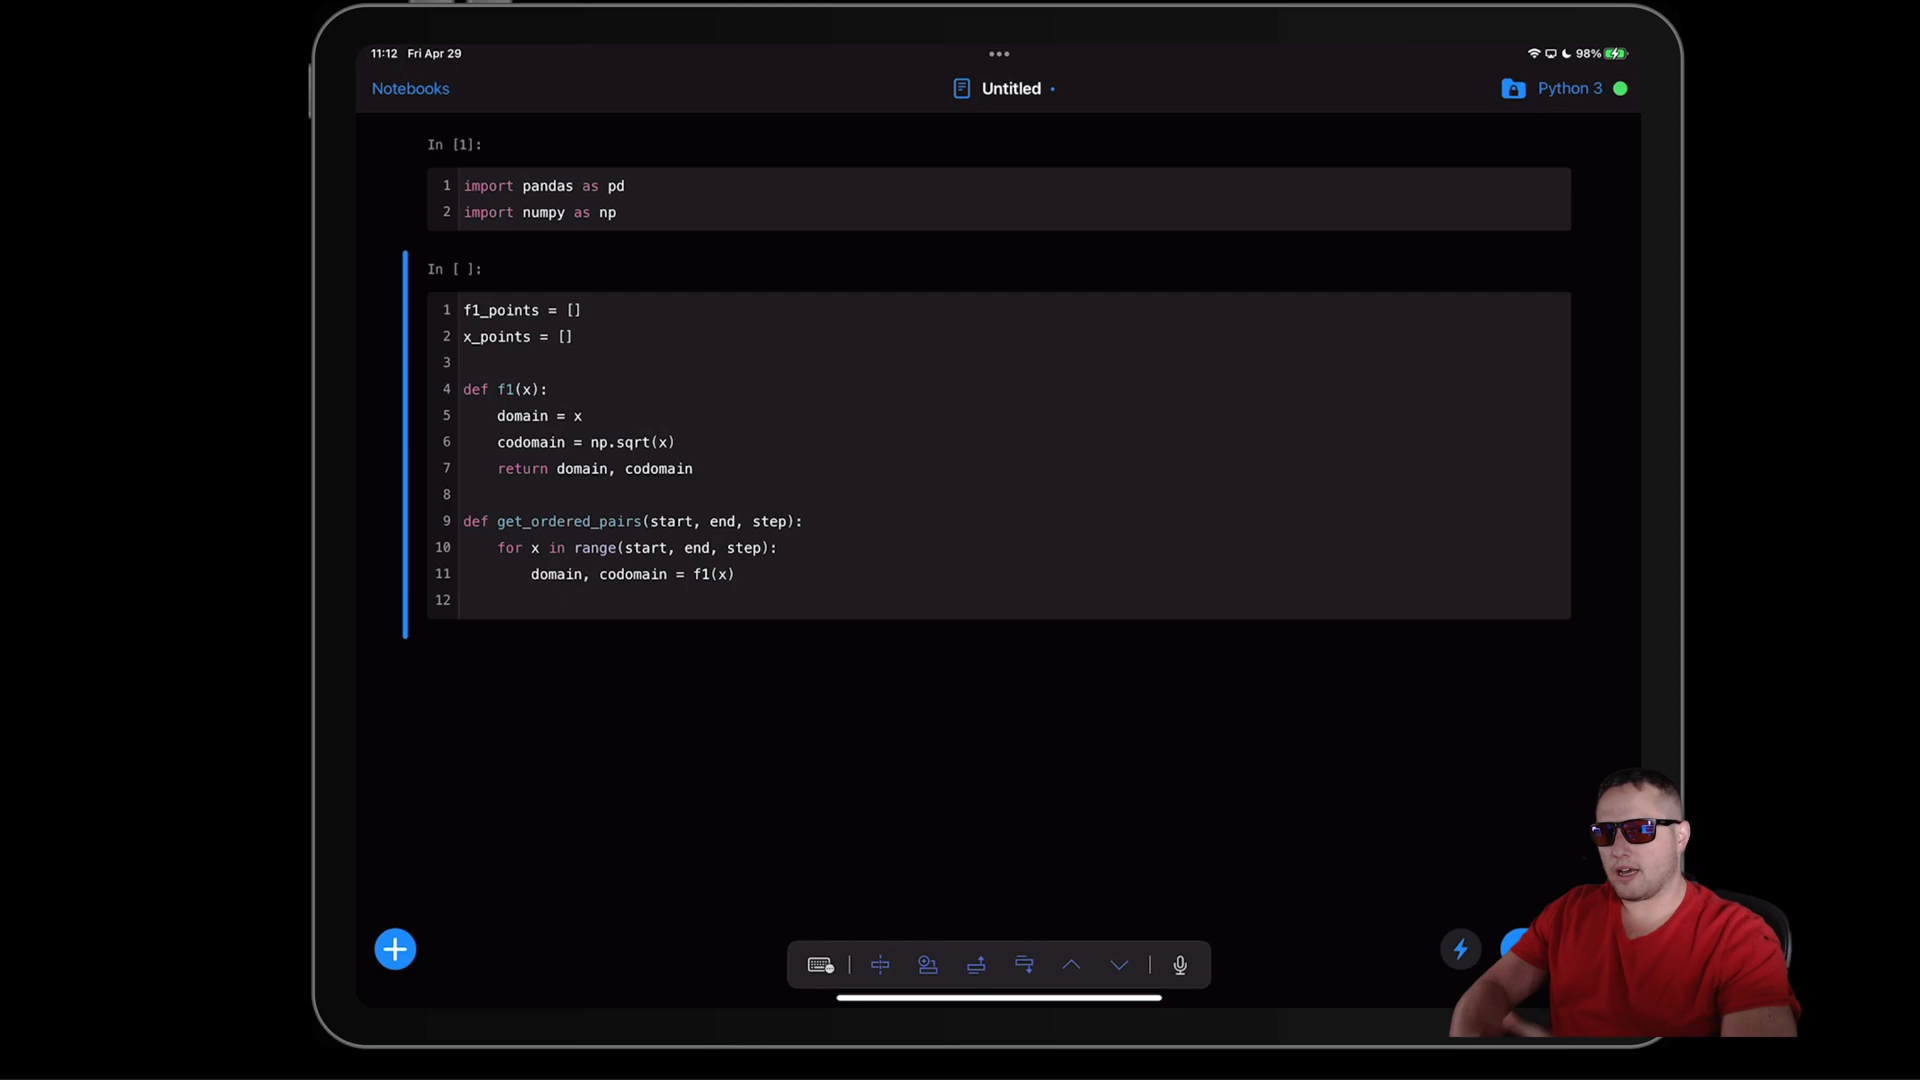 11:12 Fri Apr 29
98%
Notebooks
Untitled
Python 3
In [1]:
1 import pandas as pd
2 import numpy as np
In [ ]:
1 f1_points = []
2 x_points = []
3
4 def f1(x):
5 domain = x
6 codomain = np.sqrt(x)
7 return domain, codomain
8
9 def get_ordered_pairs(start, end, step):
10 for x in range(start, end, step):
11 domain, codomain = f1(x)
12